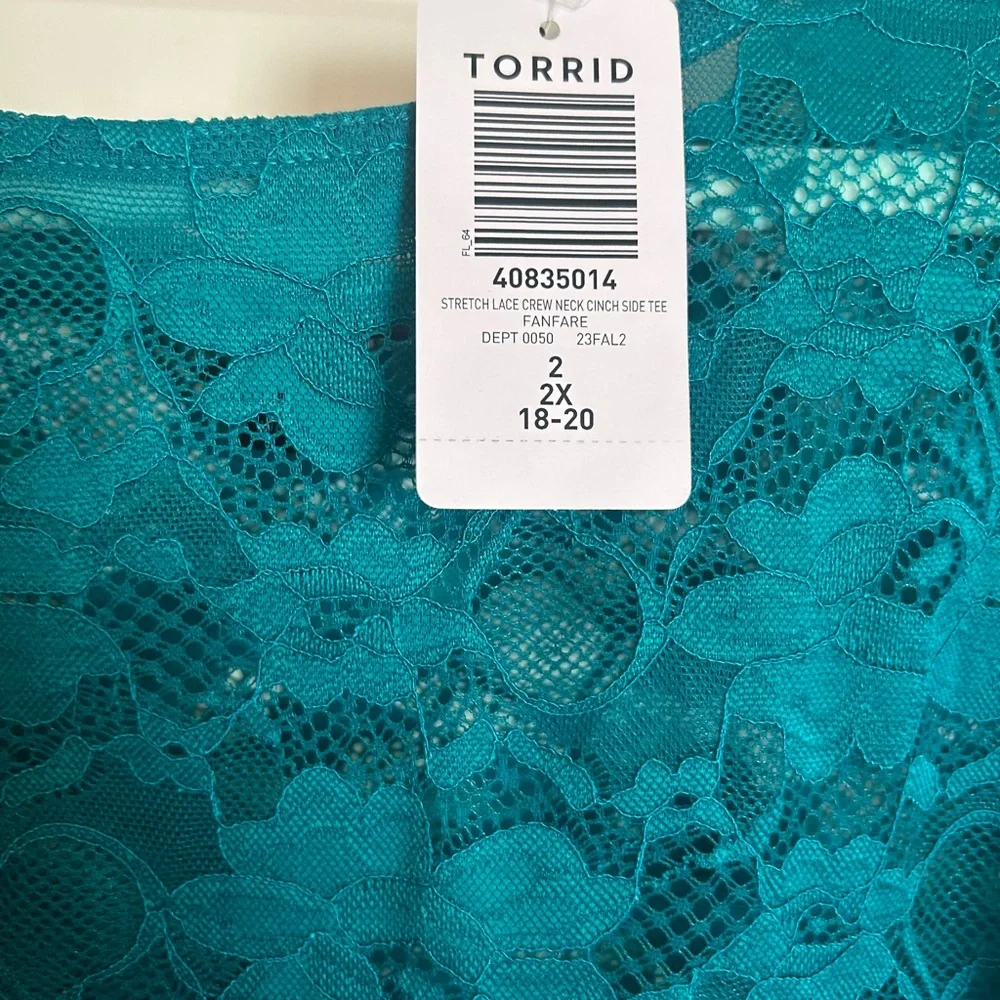 TORRID
FL_64
40835014
STRETCH LACE CREW NECK CINCH SIDE TEE
FANFARE
DEPT 0050 23FAL2
2
2X
18-20